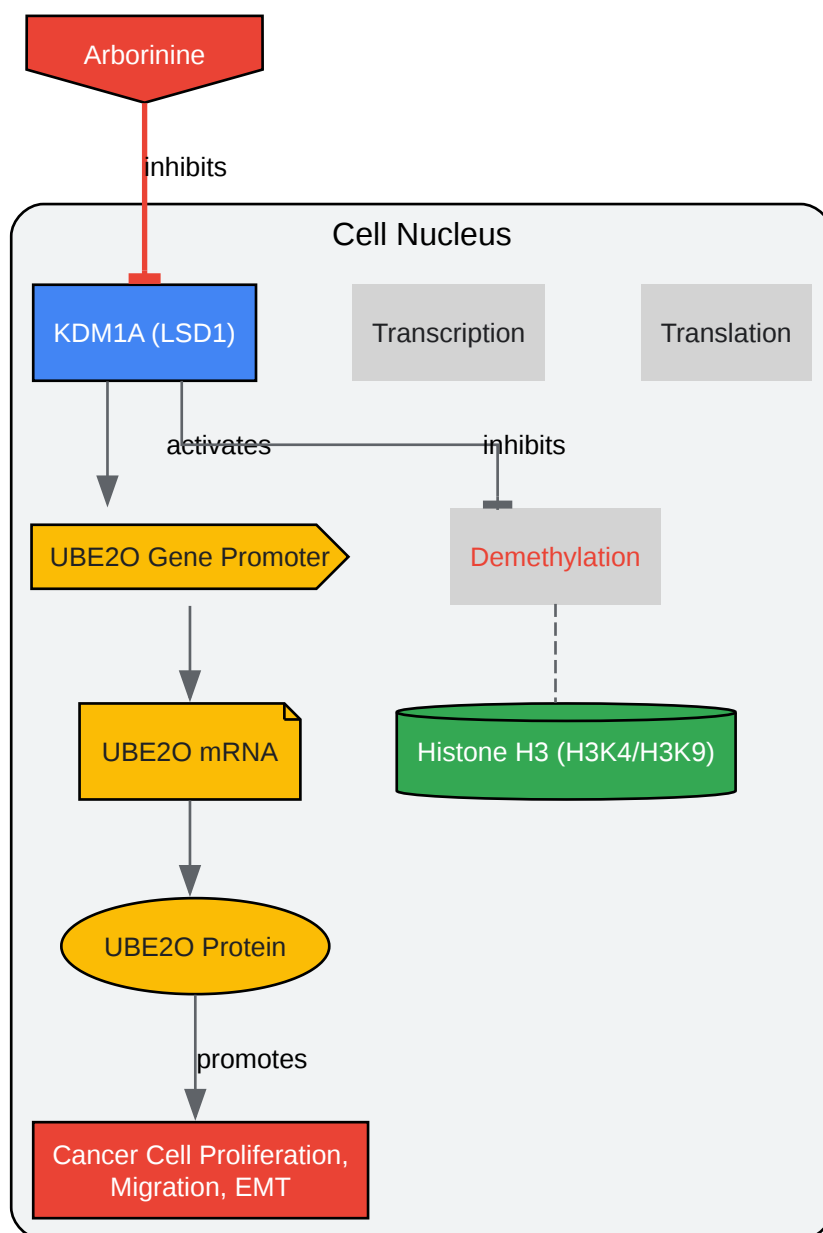 Arborinine
inhibits
Cell Nucleus
KDM1A (LSD1)
Transcription
Translation
activates
inhibits
UBE2O Gene Promoter
Demethylation
UBE2O mRNA
Histone H3 (H3K4/H3K9)
UBE2O Protein
promotes
Cancer Cell Proliferation,
Migration, EMT